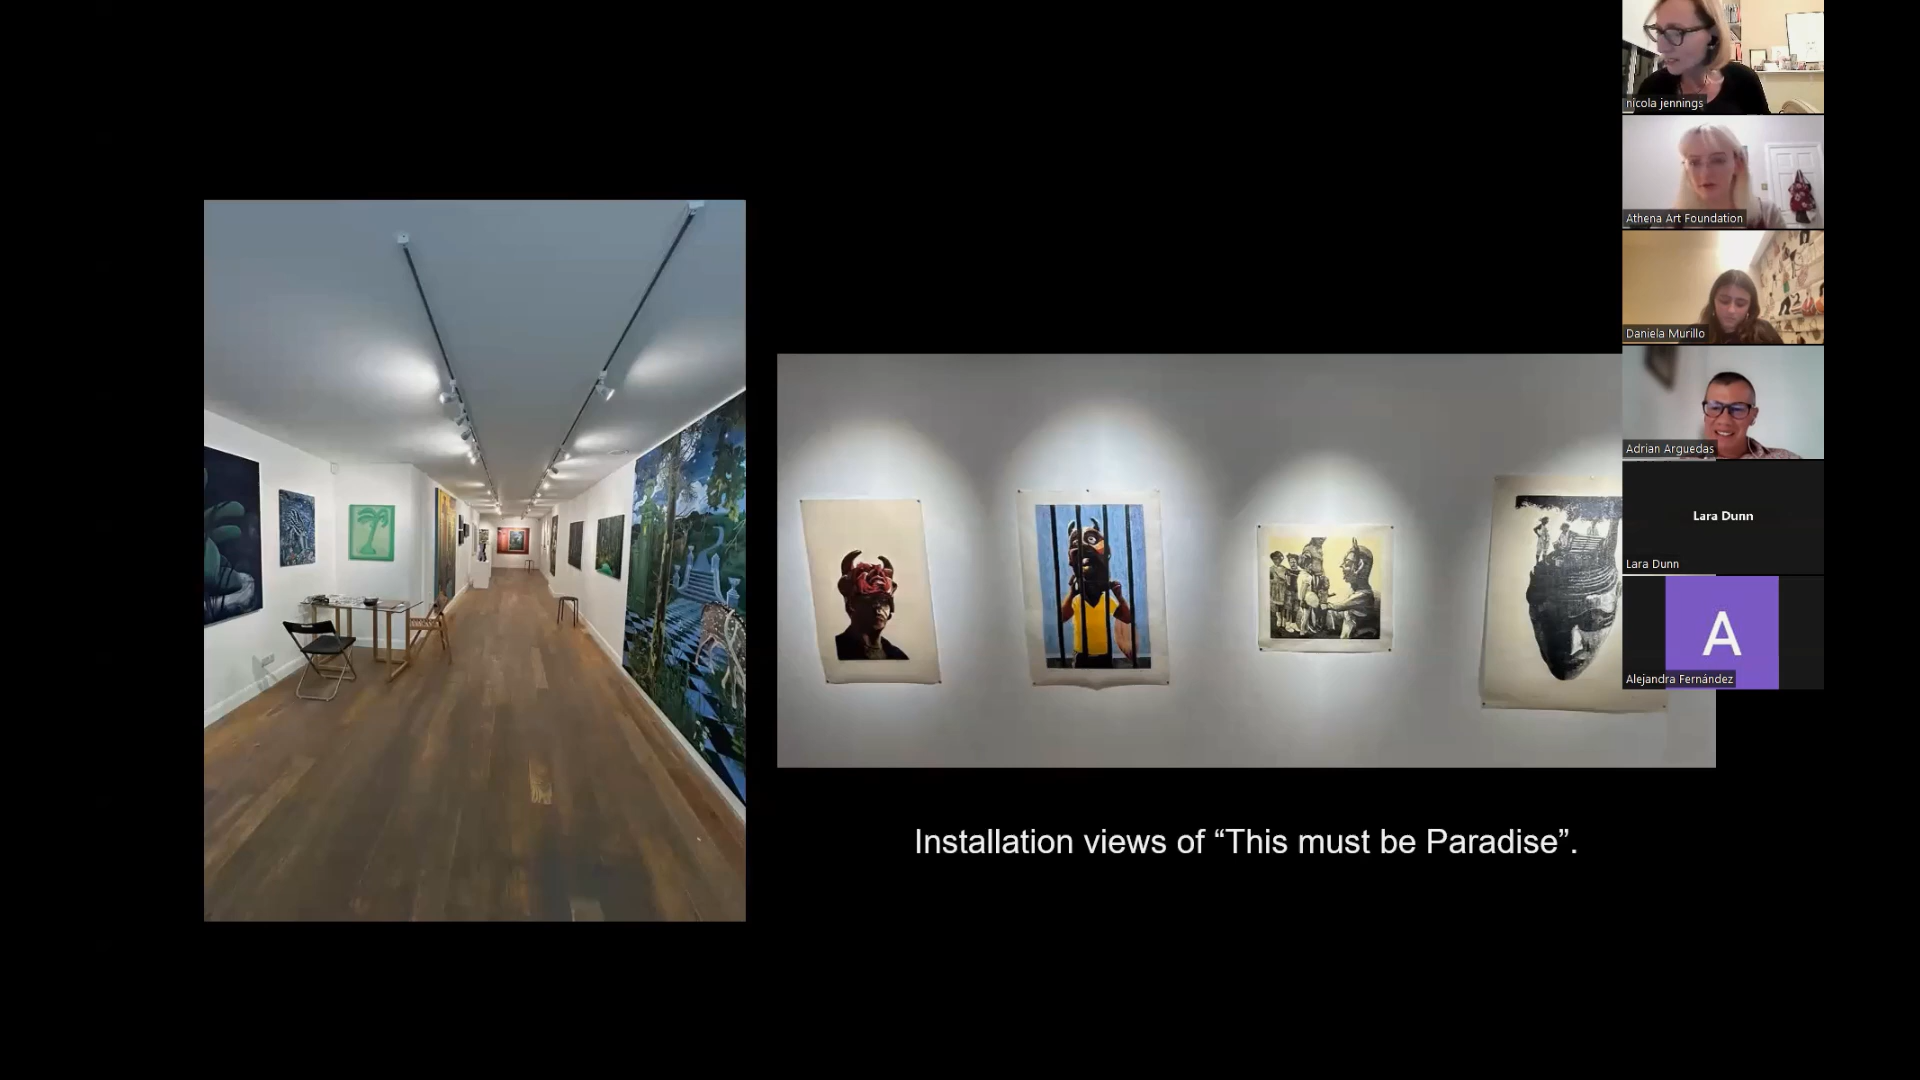 nicola jennings
Athena Art Foundation
Daniela Murillo
Adrian Arguedas
Lara Dunn
Lara Dunn
A
Alejandra Fernández
Installation views of “This must be Paradise”.